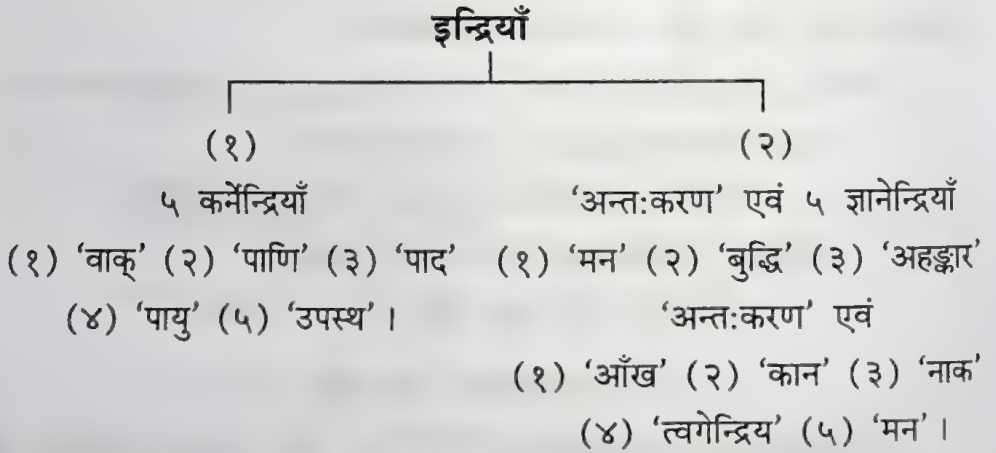 इन्द्रियाँ
(१)
५ कर्मेन्द्रियाँ
(१) ‘वाक्’ (२) ‘पाणि’ (३) ‘पाद’
(४) ‘पायु’ (५) ‘उपस्थ’ ।
(२)
‘अन्त:करण’ एवं ५ ज्ञानेन्द्रियाँ
(१) ‘मन’ (२) ‘बुद्धि’ (३) ‘अहङ्कार’
‘अन्त:करण’ एवं
(१) ‘आँख’ (२) ‘कान’ (३) ‘नाक’
(४) ‘त्वगेन्द्रिय’ (५) ‘मन’ ।